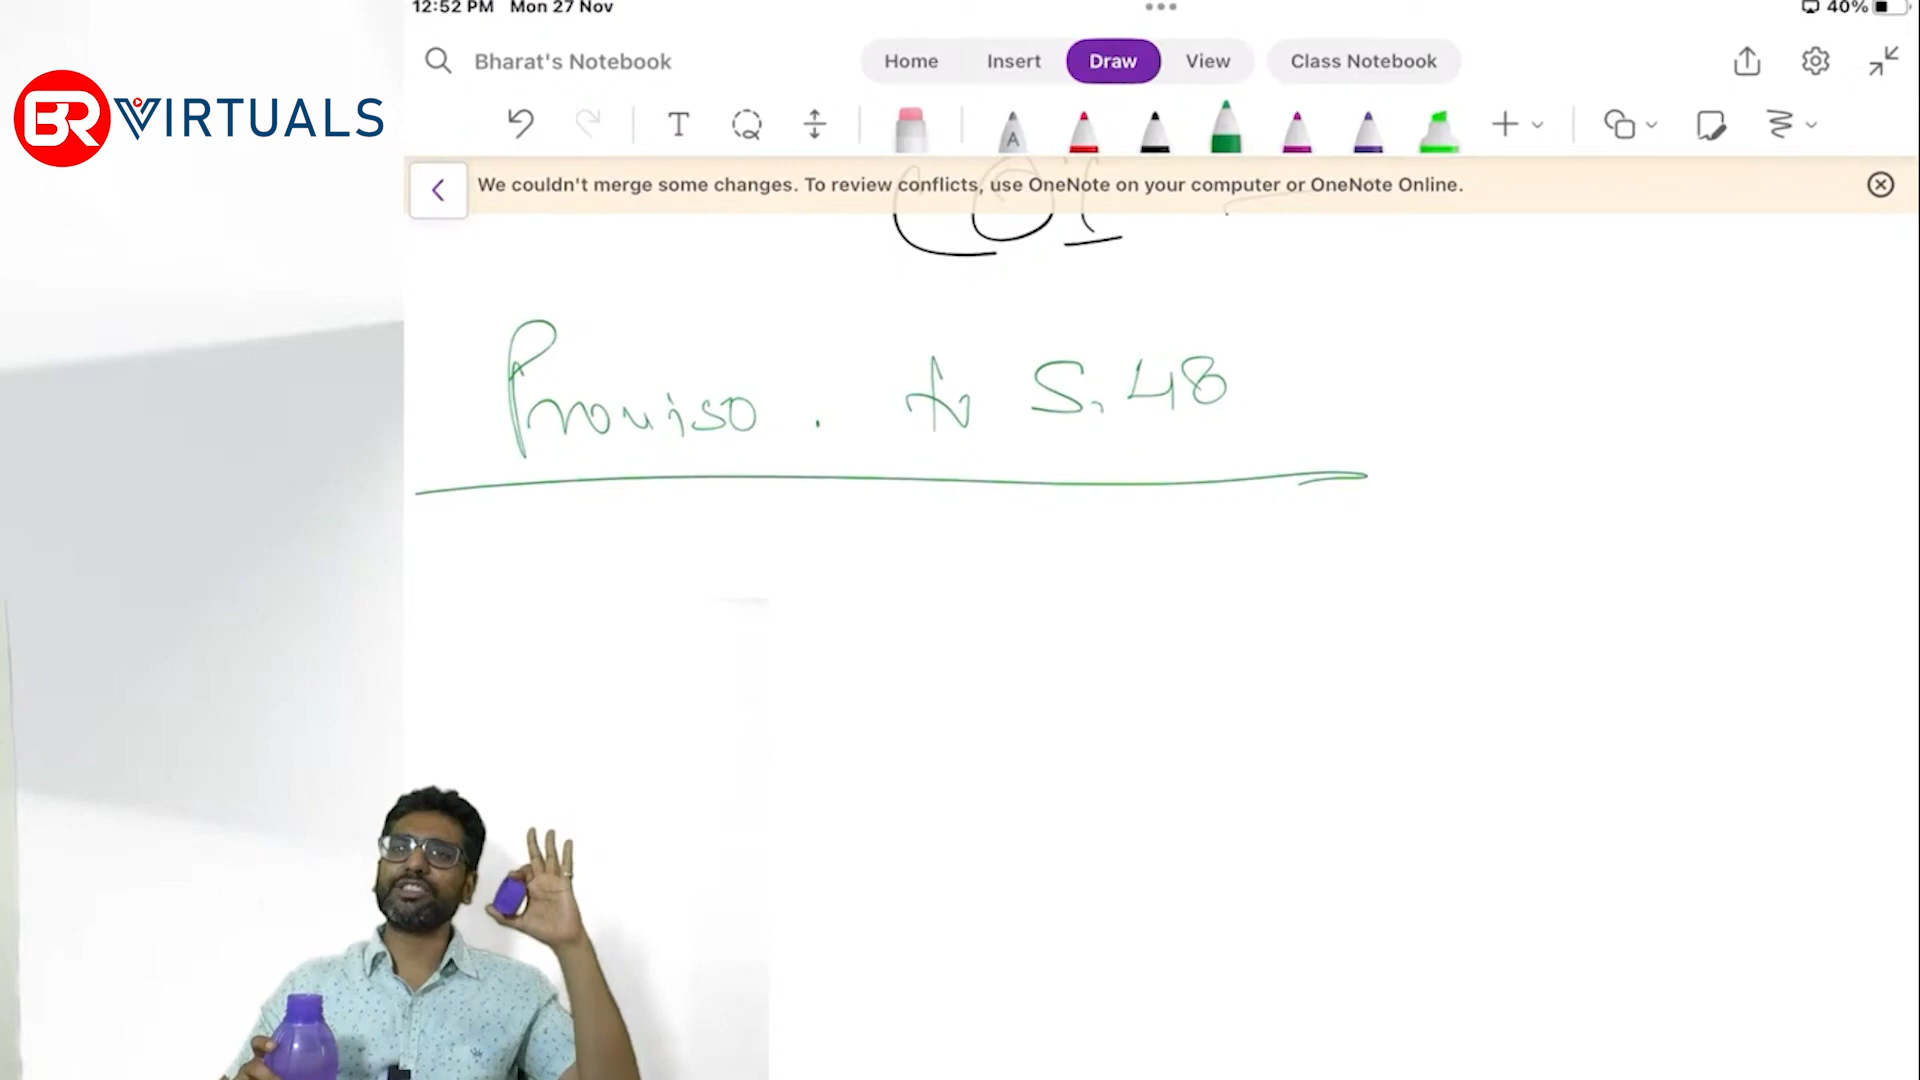 12:52 PM Mon 27 Nov
40%
BR VIRTUALS
Bharat's Notebook
Home Insert Draw View Class Notebook
T
A
We couldn't merge some changes. To review conflicts, use OneNote on your computer or OneNote Online.
COI
Proviso . to S. 48